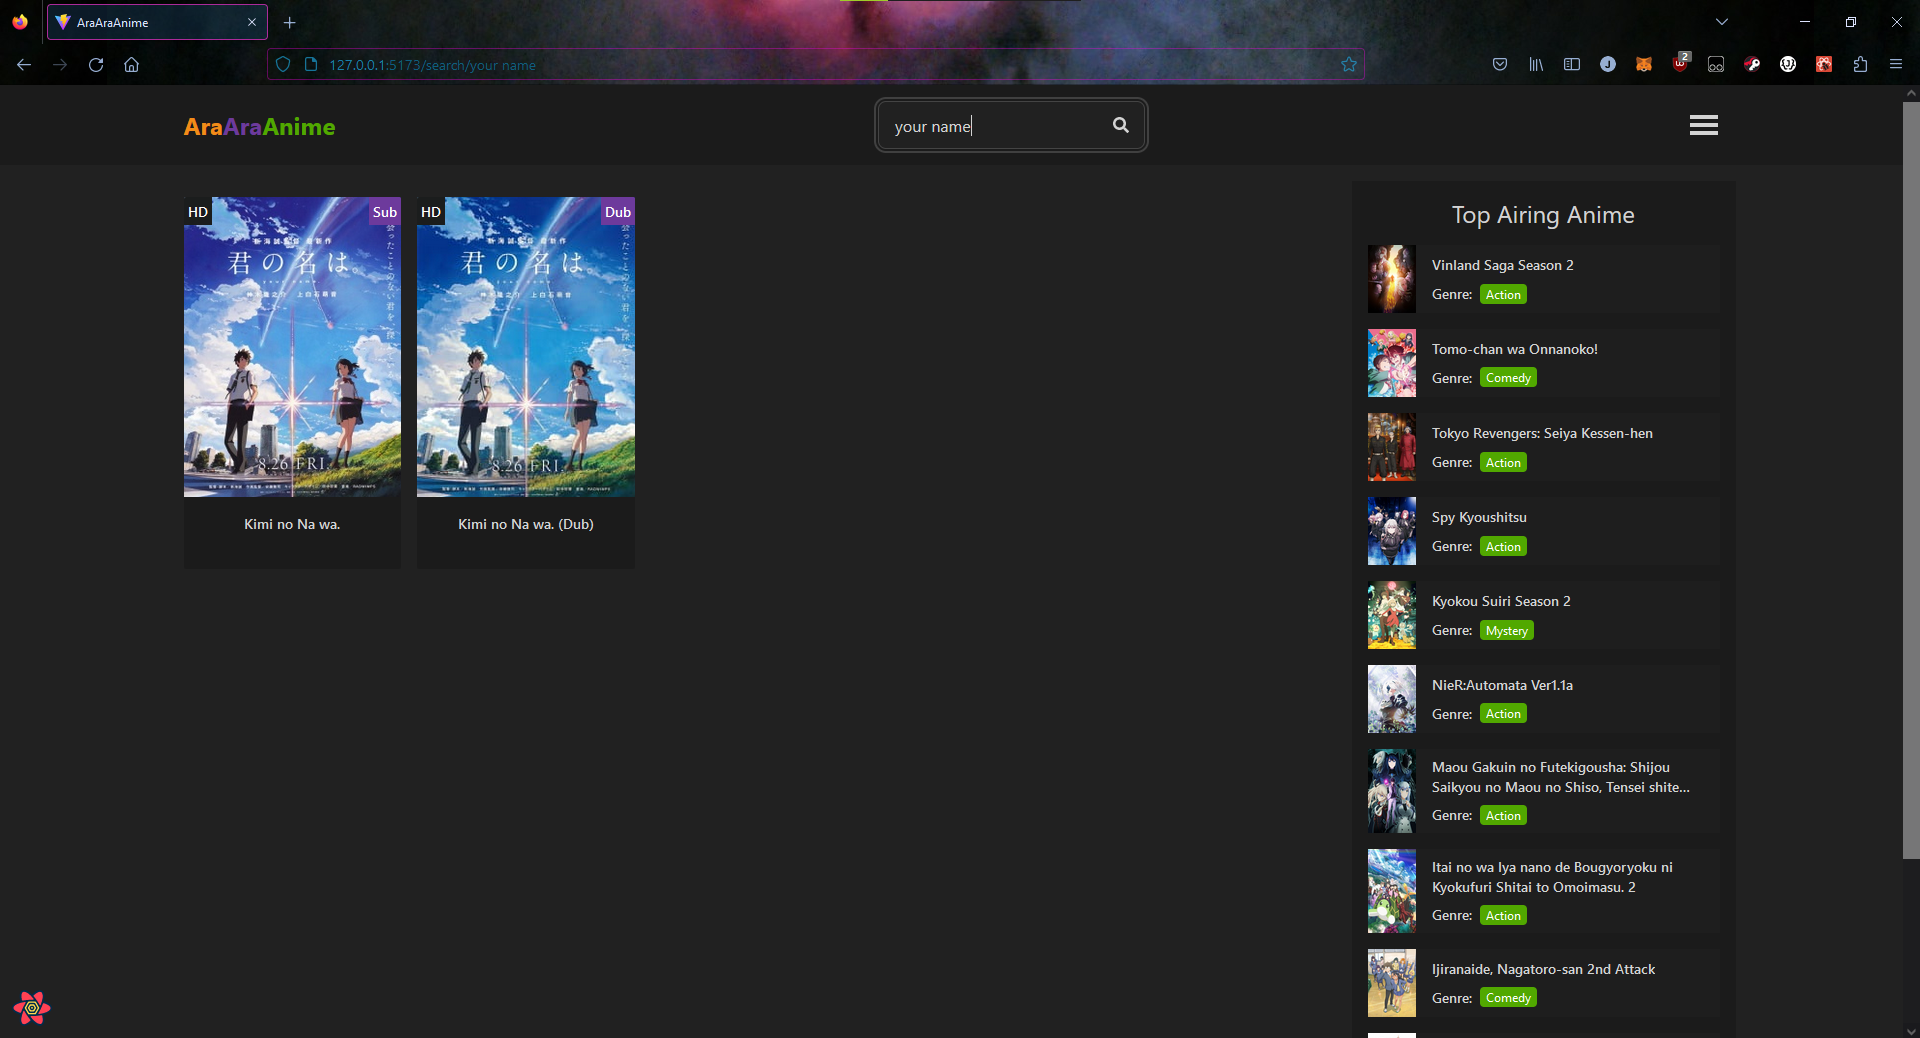 AraAraAnime
127.0.0.1:5173/search/your name
2
AraAraAnime
your name
HD
Sub
君の名は。
8.26 FRI.
Kimi no Na wa.
HD
Dub
君の名は。
8.26 FRI.
Kimi no Na wa. (Dub)
Top Airing Anime
Vinland Saga Season 2
Genre: Action
Tomo-chan wa Onnanoko!
Genre: Comedy
Tokyo Revengers: Seiya Kessen-hen
Genre: Action
Spy Kyoushitsu
Genre: Action
Kyokou Suiri Season 2
Genre: Mystery
NieR:Automata Ver1.1a
Genre: Action
Maou Gakuin no Futekigousha: Shijou
Saikyou no Maou no Shiso, Tensei shite...
Genre: Action
Itai no wa Iya nano de Bougyoryoku ni
Kyokufuri Shitai to Omoimasu. 2
Genre: Action
Ijiranaide, Nagatoro-san 2nd Attack
Genre: Comedy